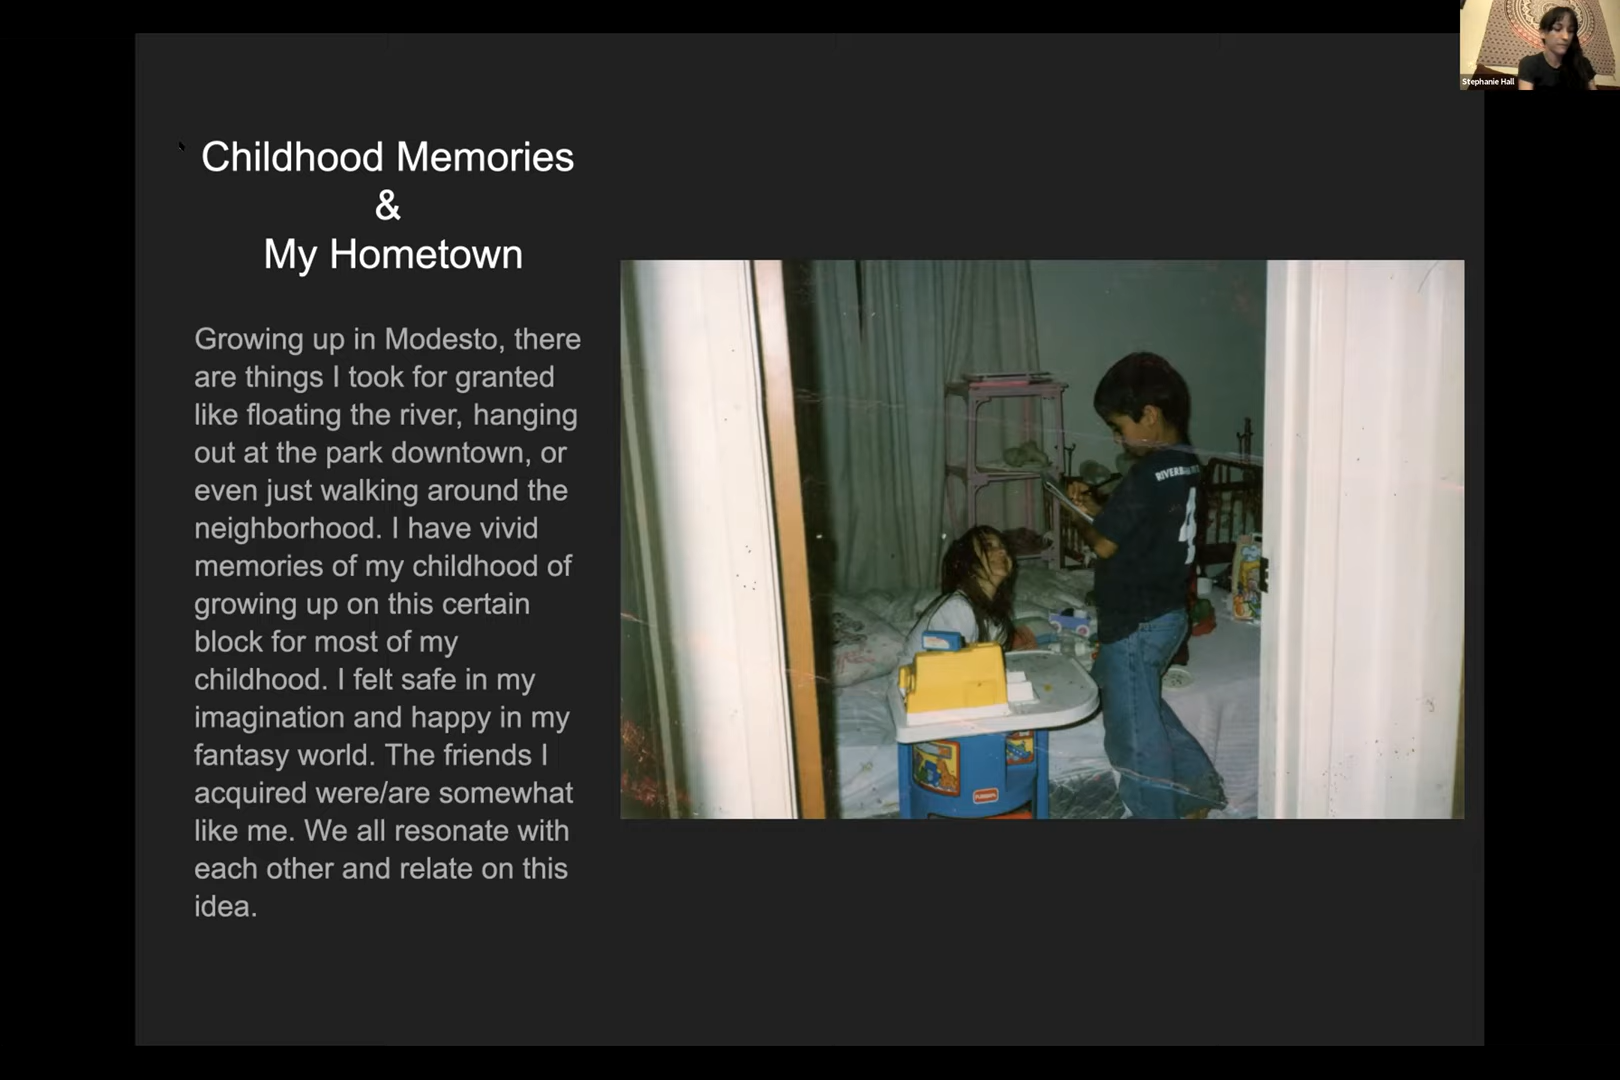 Stephanie Hall
Childhood Memories
&
My Hometown
Growing up in Modesto, there
are things I took for granted
like floating the river, hanging
out at the park downtown, or
even just walking around the
neighborhood. I have vivid
memories of my childhood of
growing up on this certain
block for most of my
childhood. I felt safe in my
imagination and happy in my
fantasy world. The friends I
acquired were/are somewhat
like me. We all resonate with
each other and relate on this
idea.
4
PLAYSKOOL